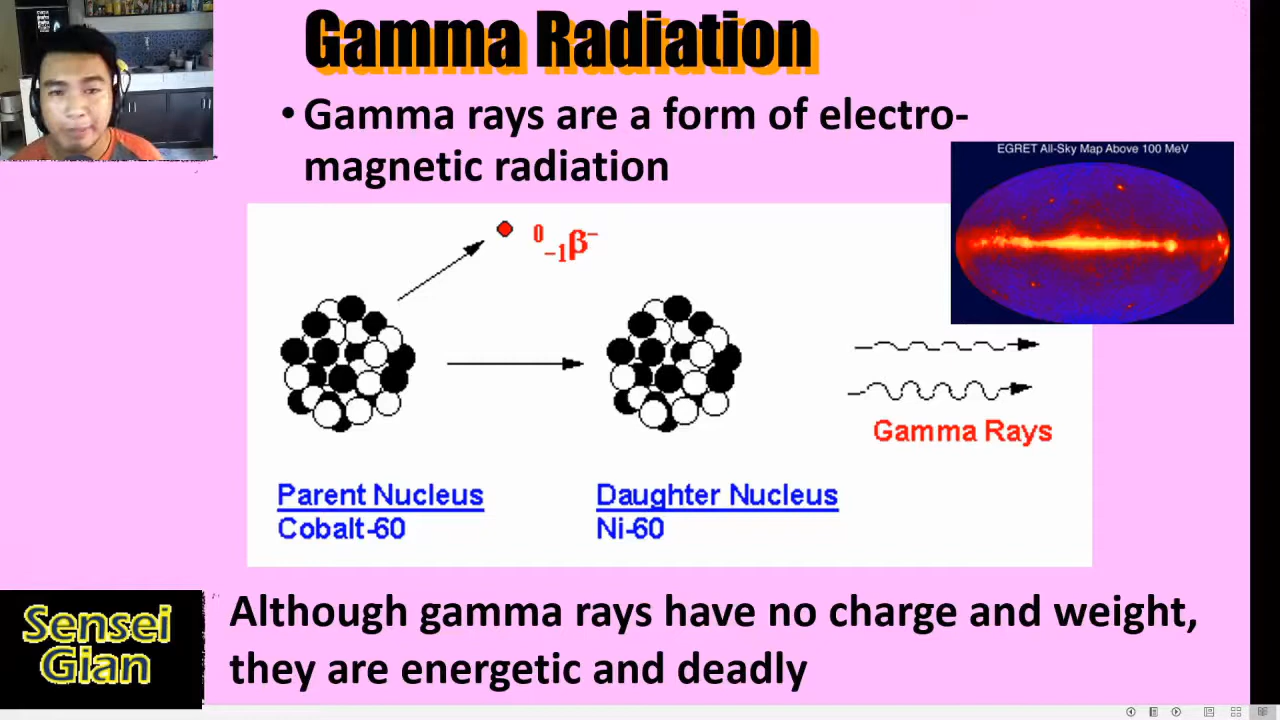 Gamma Radiation
• Gamma rays are a form of electro-
magnetic radiation
EGRET All-Sky Map Above 100 MeV
0
−1β−
Gamma Rays
Parent Nucleus
Cobalt-60
Daughter Nucleus
Ni-60
Sensei
Gian
Although gamma rays have no charge and weight,
they are energetic and deadly